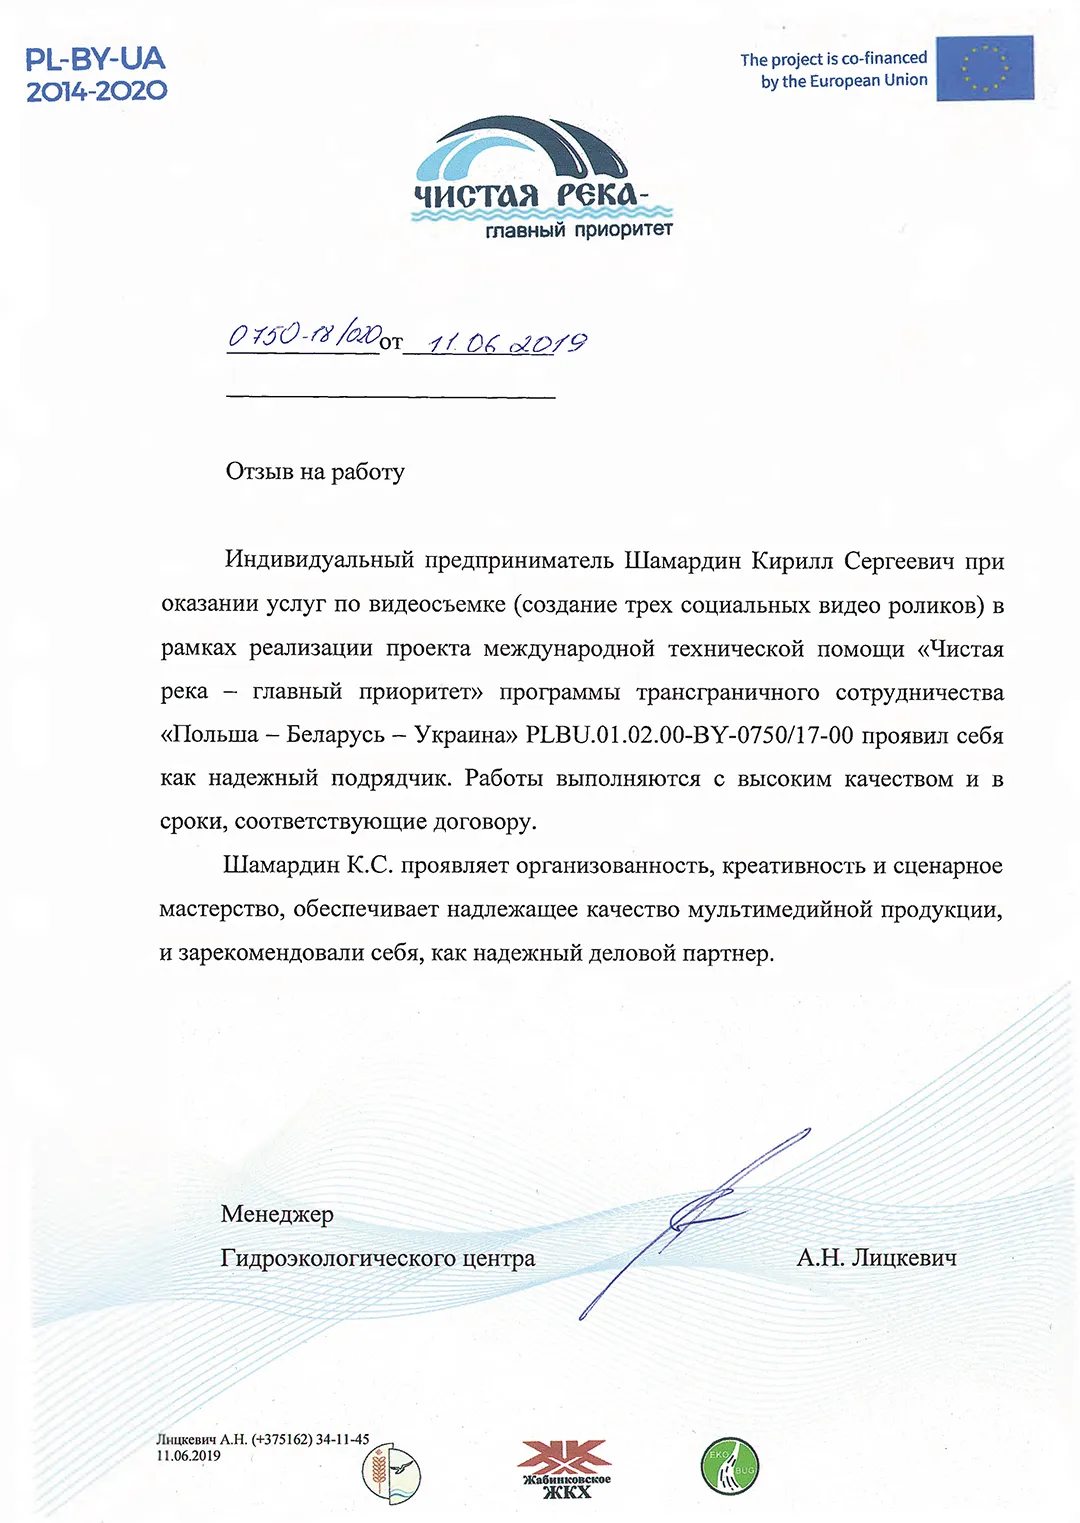 PL-BY-UA
2014-2020
The project is co-financed
by the European Union
ЧИСТАЯ РЕКА-
главный приоритет
0750-18/020 от 11.06 2019
Отзыв на работу
Индивидуальный предприниматель Шамардин Кирилл Сергеевич при
оказании услуг по видеосъемке (создание трех социальных видео роликов) в
рамках реализации проекта международной технической помощи «Чистая
река – главный приоритет» программы трансграничного сотрудничества
«Польша – Беларусь – Украина» PLBU.01.02.00-BY-0750/17-00 проявил себя
как надежный подрядчик. Работы выполняются с высоким качеством и в
сроки, соответствующие договору.
Шамардин К.С. проявляет организованность, креативность и сценарное
мастерство, обеспечивает надлежащее качество мультимедийной продукции,
и зарекомендовали себя, как надежный деловой партнер.
Менеджер
Гидроэкологического центра
А.Н. Лицкевич
Лицкевич А.Н. (+375162) 34-11-45
11.06.2019
Жабинковское
ЖКХ
EKO
BUG